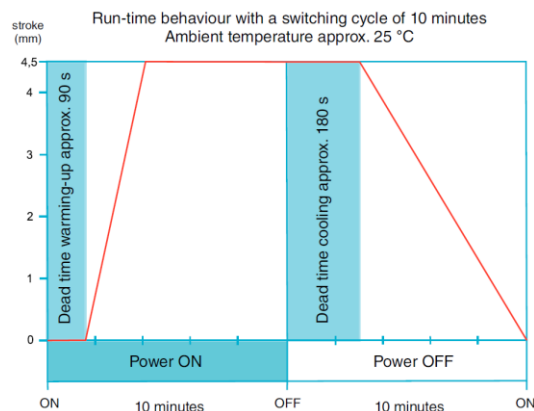 Run-time behaviour with a switching cycle of 10 minutes
Ambient temperature approx. 25 °C
stroke
(mm)
4,5
4
3
2
1
0
Dead time warming-up approx. 90 s
Dead time cooling approx. 180 s
Power ON
Power OFF
ON
10 minutes
OFF
10 minutes
ON